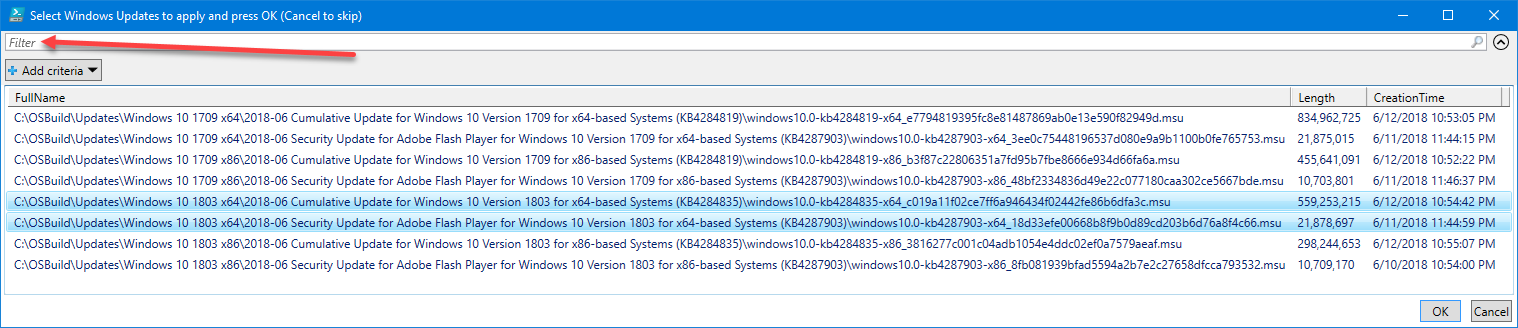 Select Windows Updates to apply and press OK (Cancel to skip)
Filter
Add criteria
FullName Length CreationTime
C:\OSBuild\Updates\Windows 10 1709 x64\2018-06 Cumulative Update for Windows 10 Version 1709 for x64-based Systems (KB4284819)\windows10.0-kb4284819-x64_e7794819395fc8e81487869ab0e13e590f82949d.msu 834,962,725 6/12/2018 10:53:05 PM
C:\OSBuild\Updates\Windows 10 1709 x64\2018-06 Security Update for Adobe Flash Player for Windows 10 Version 1709 for x64-based Systems (KB4287903)\windows10.0-kb4287903-x64_3ee0c75448196537d080e9a9b1100b0fe765753.msu 21,875,015 6/11/2018 11:44:15 PM
C:\OSBuild\Updates\Windows 10 1709 x86\2018-06 Cumulative Update for Windows 10 Version 1709 for x86-based Systems (KB4284819)\windows10.0-kb4284819-x86_b3f87c22806351a7fd95b7fbe8666e934d66fa6a.msu 455,641,091 6/12/2018 10:52:22 PM
C:\OSBuild\Updates\Windows 10 1709 x86\2018-06 Security Update for Adobe Flash Player for Windows 10 Version 1709 for x86-based Systems (KB4287903)\windows10.0-kb4287903-x86_48bf2334836d49e22c077180caa302ce5667bde.msu 10,703,801 6/11/2018 11:46:37 PM
C:\OSBuild\Updates\Windows 10 1803 x64\2018-06 Cumulative Update for Windows 10 Version 1803 for x64-based Systems (KB4284835)\windows10.0-kb4284835-x64_c019a11f02ce7ff6a946434f02442fe86b6dfa3c.msu 559,253,215 6/12/2018 10:54:42 PM
C:\OSBuild\Updates\Windows 10 1803 x64\2018-06 Security Update for Adobe Flash Player for Windows 10 Version 1803 for x64-based Systems (KB4287903)\windows10.0-kb4287903-x64_18d33efe00668b8f9b0d89cd203b6d76a8f4c66.msu 21,878,697 6/11/2018 11:44:59 PM
C:\OSBuild\Updates\Windows 10 1803 x86\2018-06 Cumulative Update for Windows 10 Version 1803 for x86-based Systems (KB4284835)\windows10.0-kb4284835-x86_3816277c001c04adb1054e4ddc02ef0a7579aeaf.msu 298,244,653 6/12/2018 10:55:07 PM
C:\OSBuild\Updates\Windows 10 1803 x86\2018-06 Security Update for Adobe Flash Player for Windows 10 Version 1803 for x86-based Systems (KB4287903)\windows10.0-kb4287903-x86_8fb081939bfad5594a2b7e2c27658dfcca793532.msu 10,709,170 6/10/2018 10:54:00 PM
OK Cancel